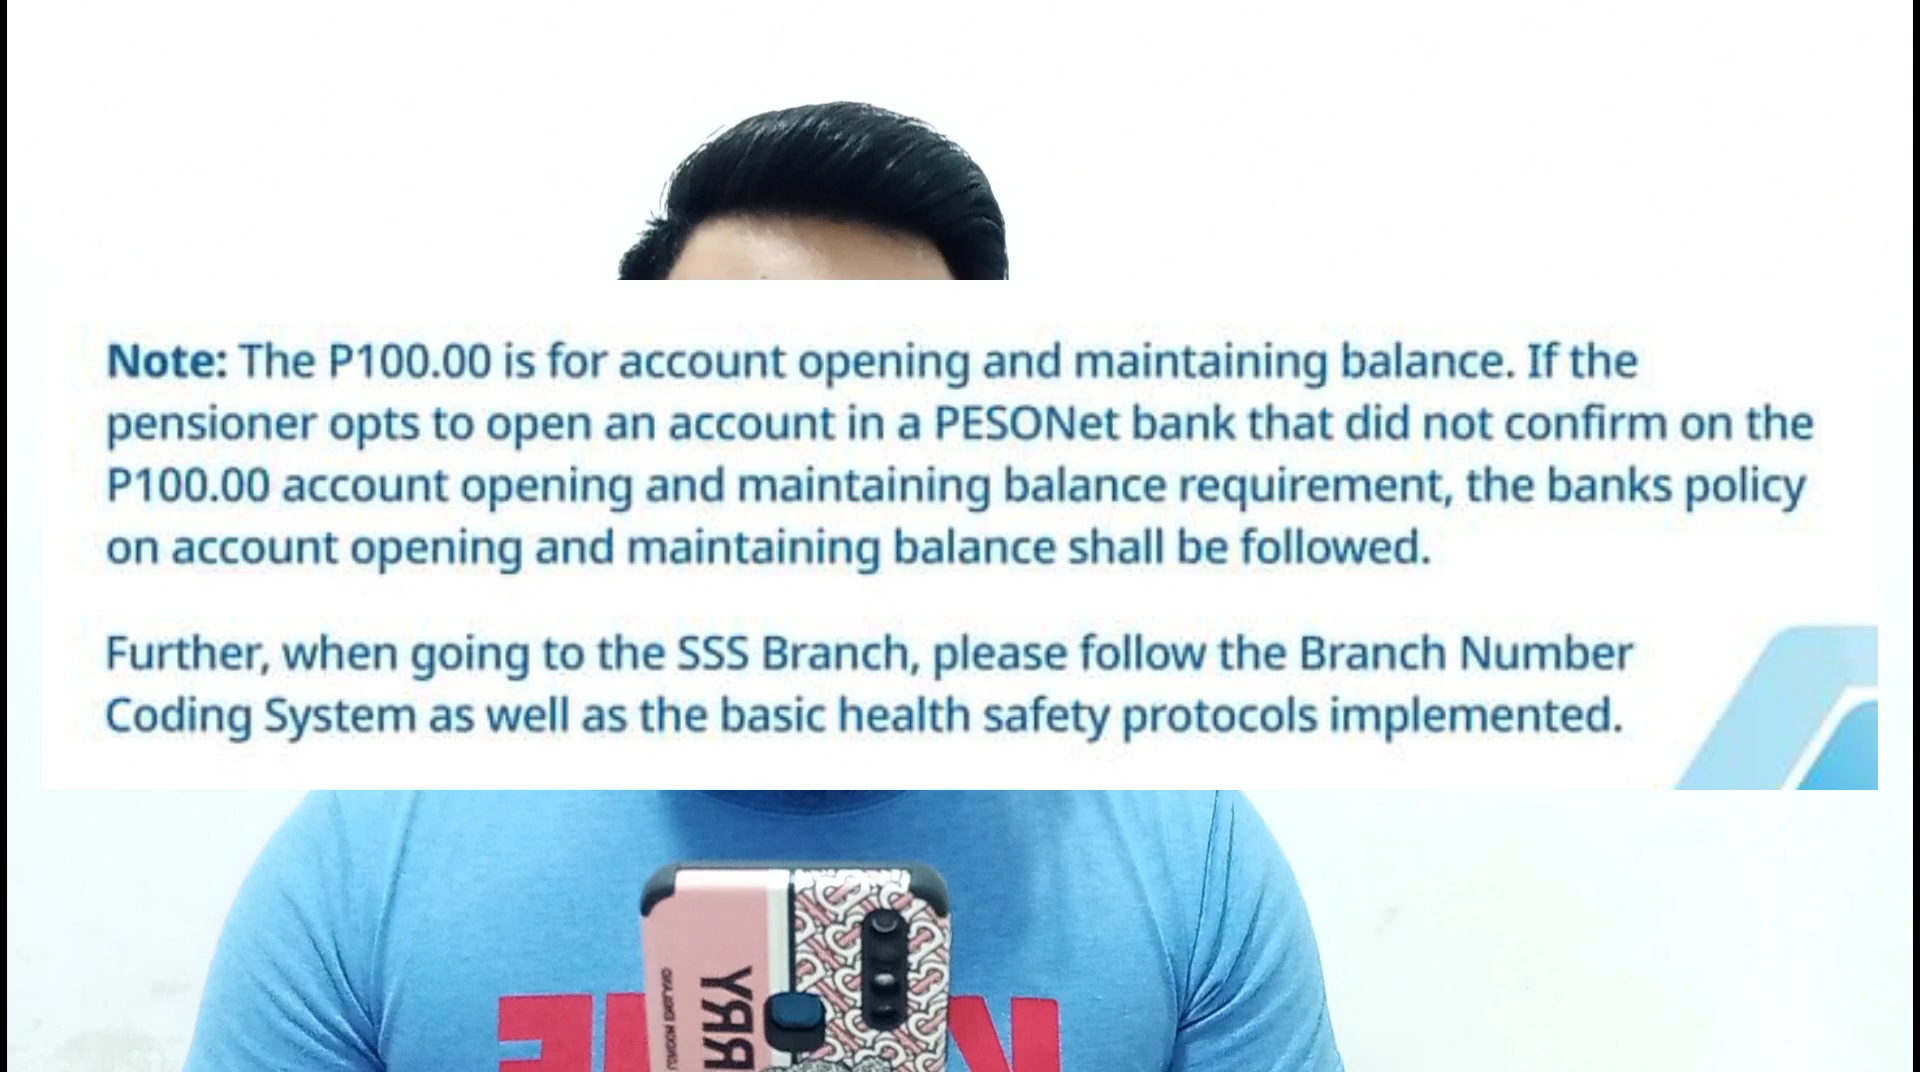 Note: The P100.00 is for account opening and maintaining balance. If the
pensioner opts to open an account in a PESONet bank that did not confirm on the
P100.00 account opening and maintaining balance requirement, the banks policy
on account opening and maintaining balance shall be followed.
Further, when going to the SSS Branch, please follow the Branch Number
Coding System as well as the basic health safety protocols implemented.